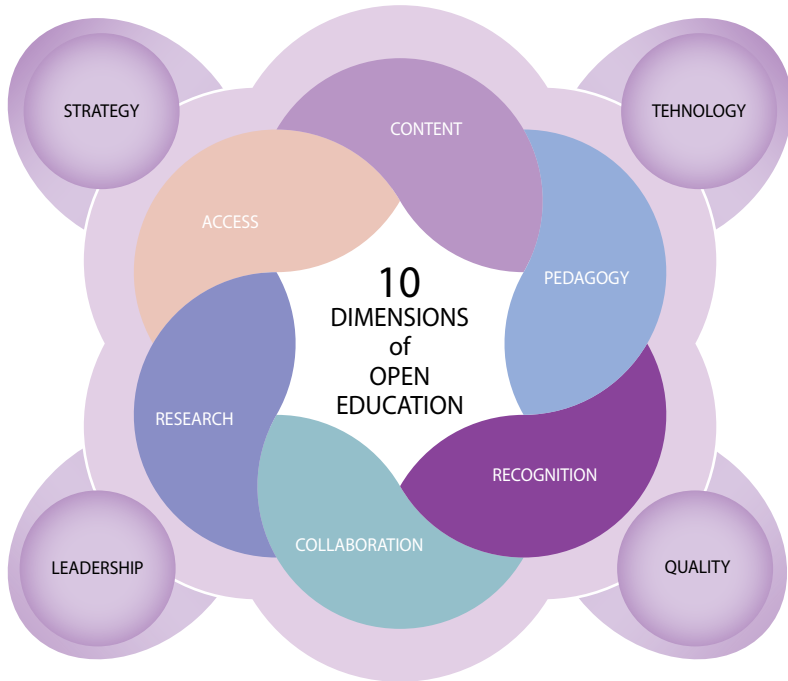 STRATEGY
TEHNOLOGY
CONTENT
ACCESS
PEDAGOGY
10
DIMENSIONS
of
OPEN
EDUCATION
RESEARCH
RECOGNITION
COLLABORATION
LEADERSHIP
QUALITY